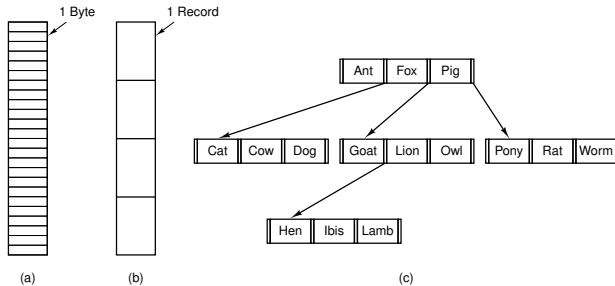 1 Byte
1 Record
Ant Fox Pig
Cat Cow Dog
Goat Lion Owl
Pony Rat Worm
Hen Ibis Lamb
(a)
(b)
(c)